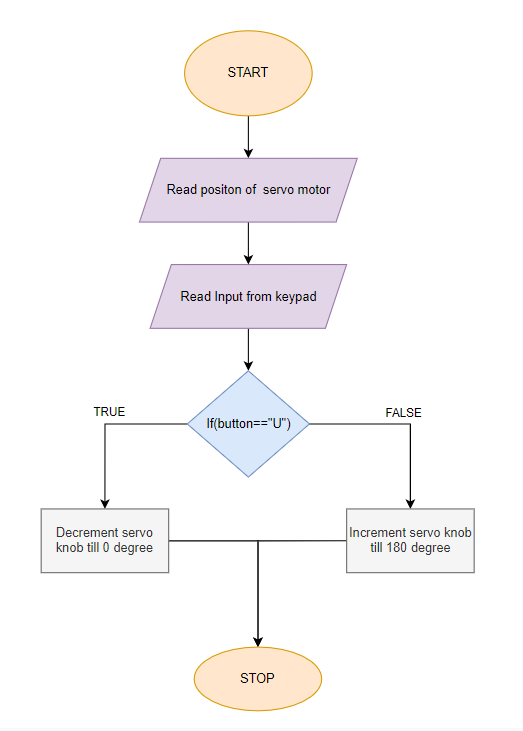 START
Read positon of servo motor
Read Input from keypad
If(button=="U")
TRUE
FALSE
Decrement servo
knob till 0 degree
Increment servo knob
till 180 degree
STOP